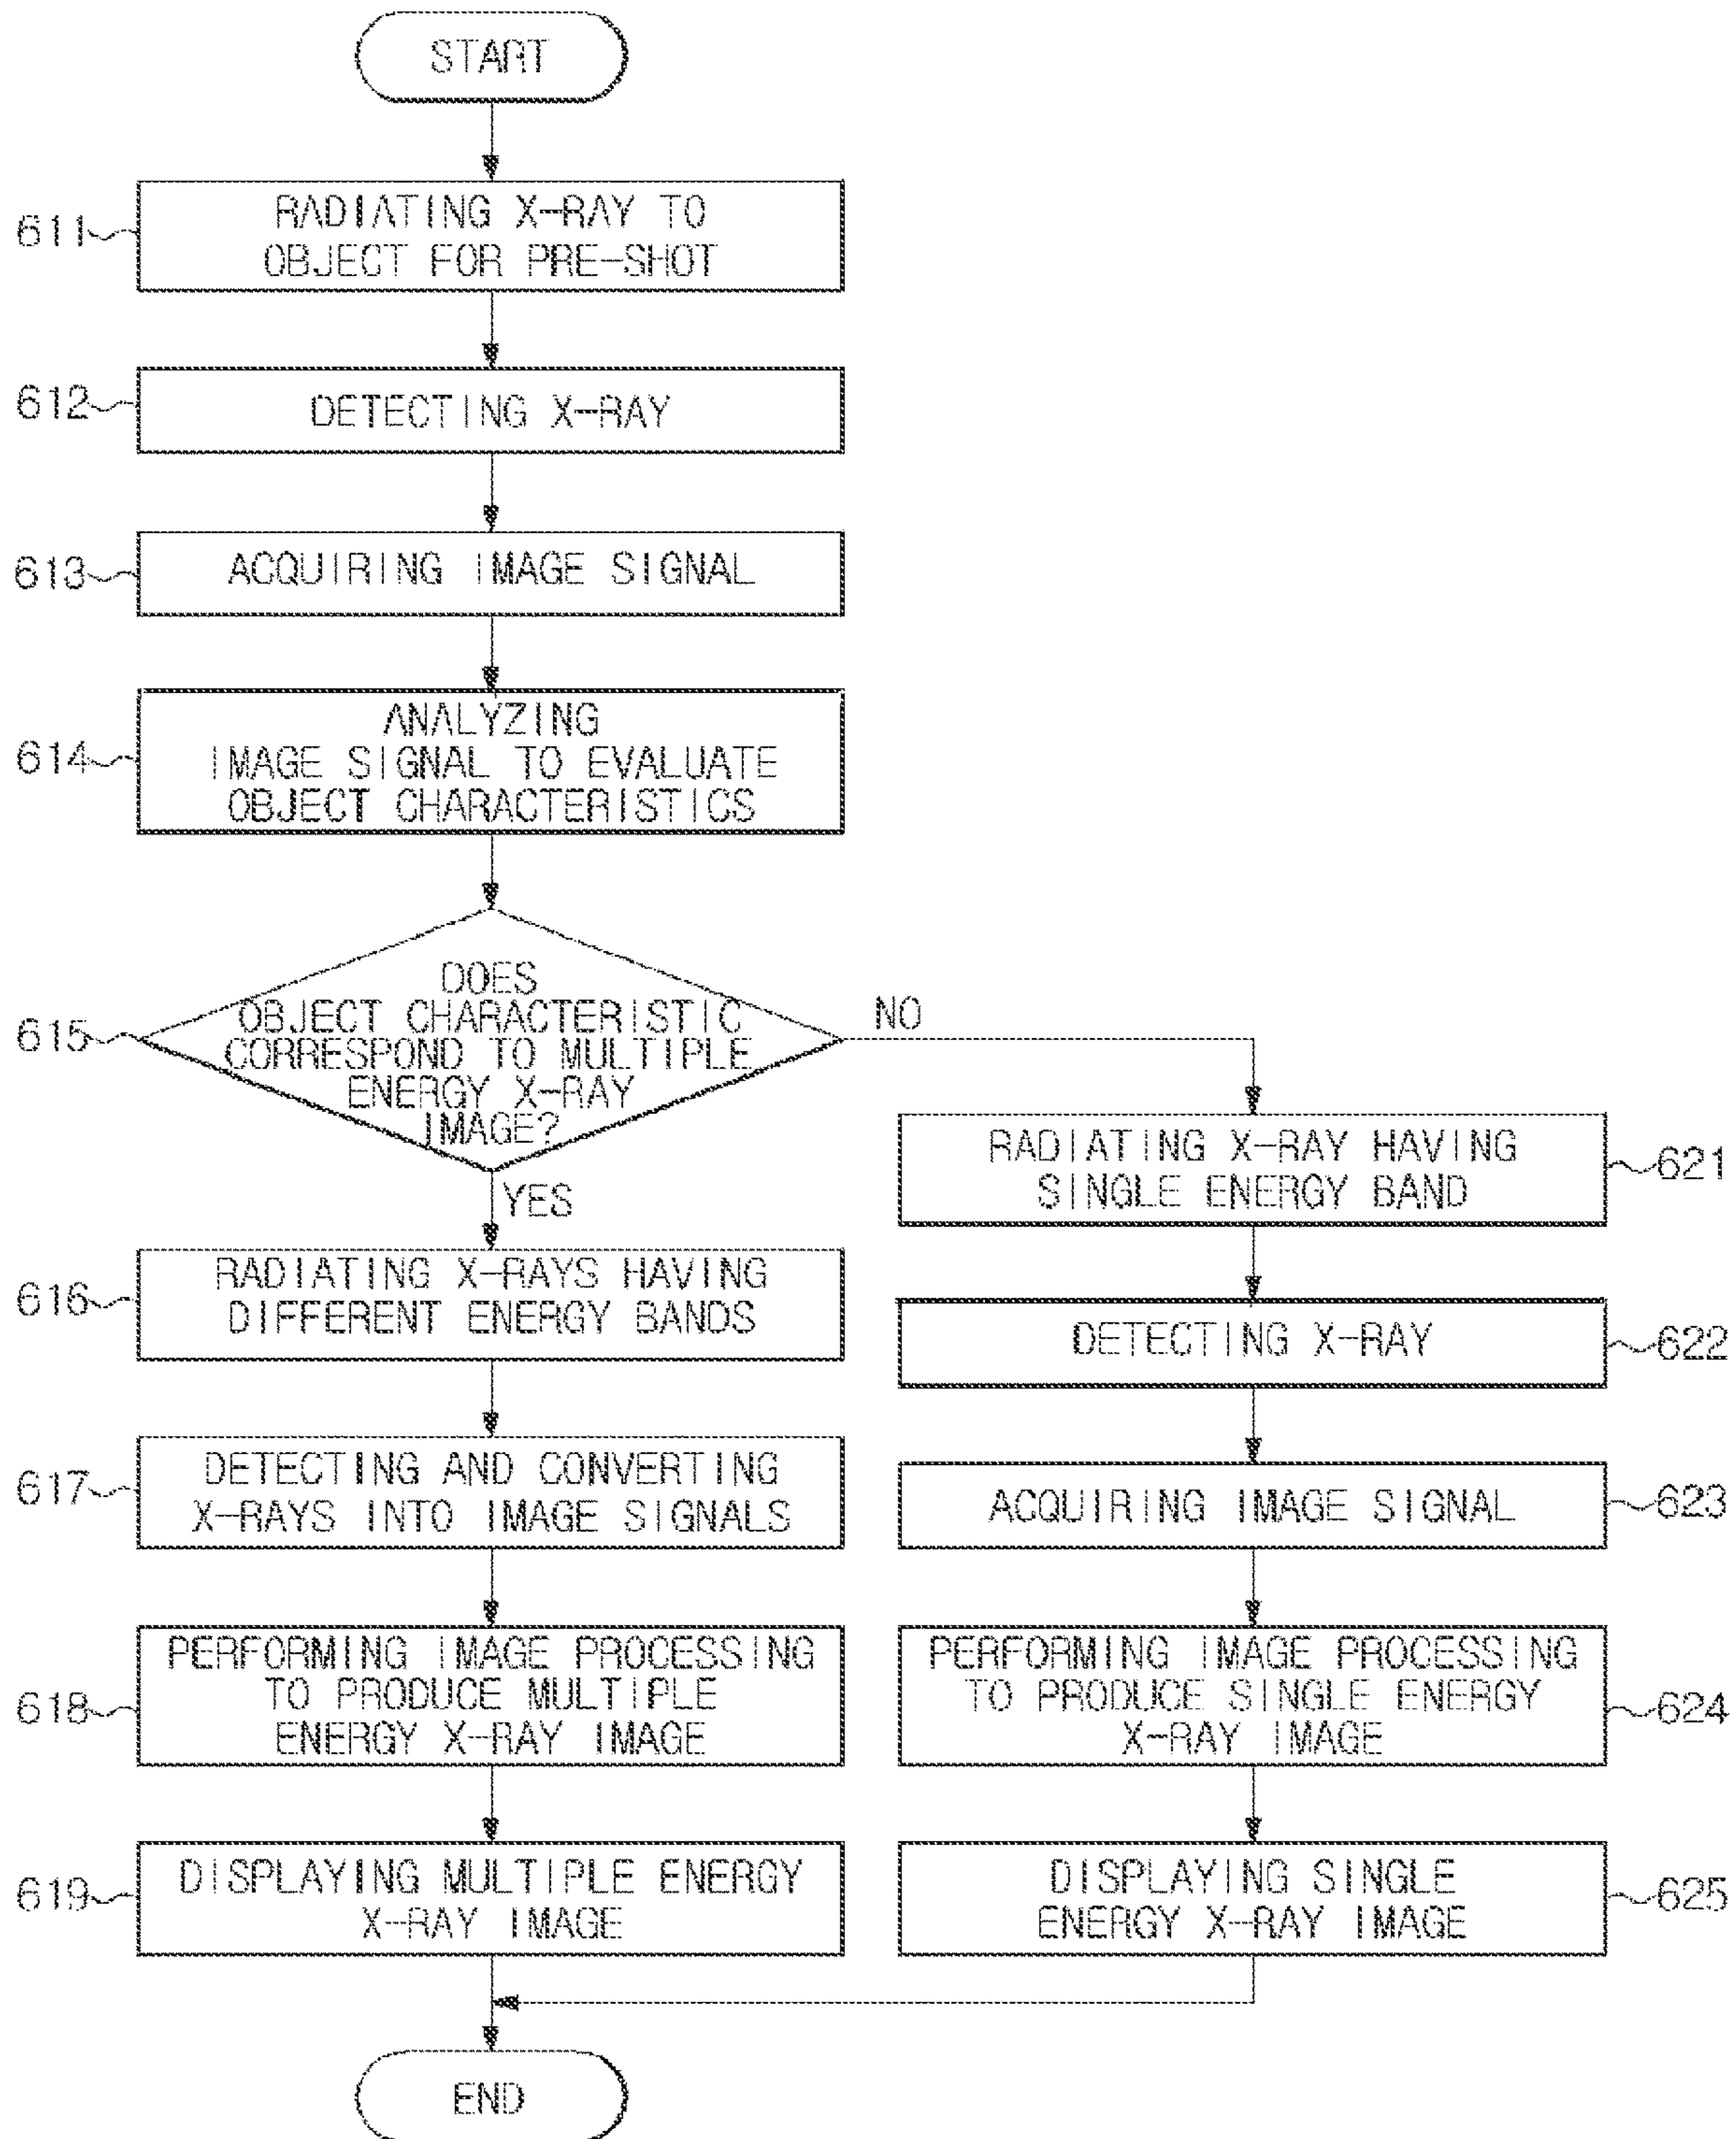 START
611
RADIATING X-RAY TO
OBJECT FOR PRE-SHOT
612
DETECTING X-RAY
613
ACQUIRING IMAGE SIGNAL
614
ANALYZING
IMAGE SIGNAL TO EVALUATE
OBJECT CHARACTERISTICS
615
DOES
OBJECT CHARACTERISTIC
CORRESPOND TO MULTIPLE
ENERGY X-RAY
IMAGE?
NO
YES
616
RADIATING X-RAYS HAVING
DIFFERENT ENERGY BANDS
617
DETECTING AND CONVERTING
X-RAYS INTO IMAGE SIGNALS
618
PERFORMING IMAGE PROCESSING
TO PRODUCE MULTIPLE
ENERGY X-RAY IMAGE
619
DISPLAYING MULTIPLE ENERGY
X-RAY IMAGE
RADIATING X-RAY HAVING
SINGLE ENERGY BAND
621
DETECTING X-RAY
622
ACQUIRING IMAGE SIGNAL
623
PERFORMING IMAGE PROCESSING
TO PRODUCE SINGLE ENERGY
X-RAY IMAGE
624
DISPLAYING SINGLE
ENERGY X-RAY IMAGE
625
END